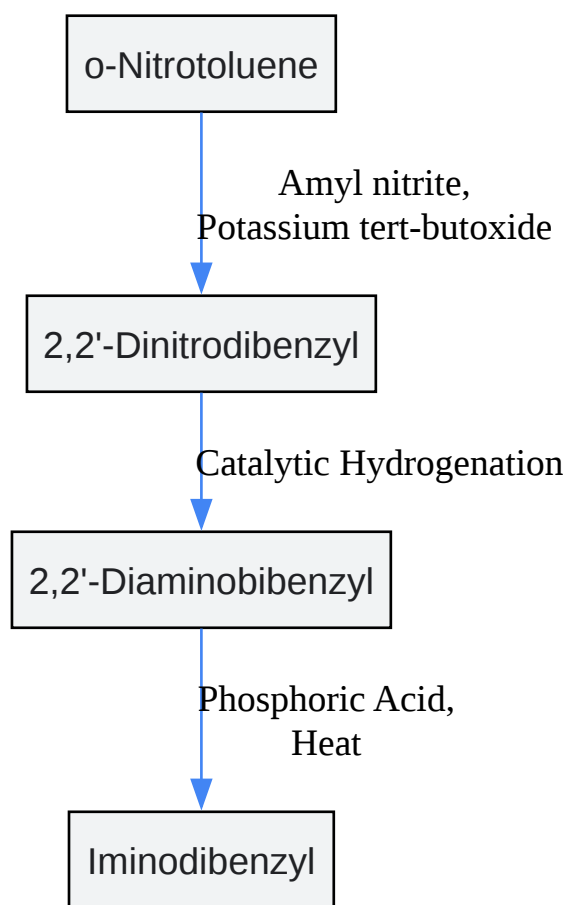 o-Nitrotoluene
Amyl nitrite,
Potassium tert-butoxide
2,2'-Dinitrodibenzyl
Catalytic Hydrogenation
2,2'-Diaminobibenzyl
Phosphoric Acid,
Heat
Iminodibenzyl